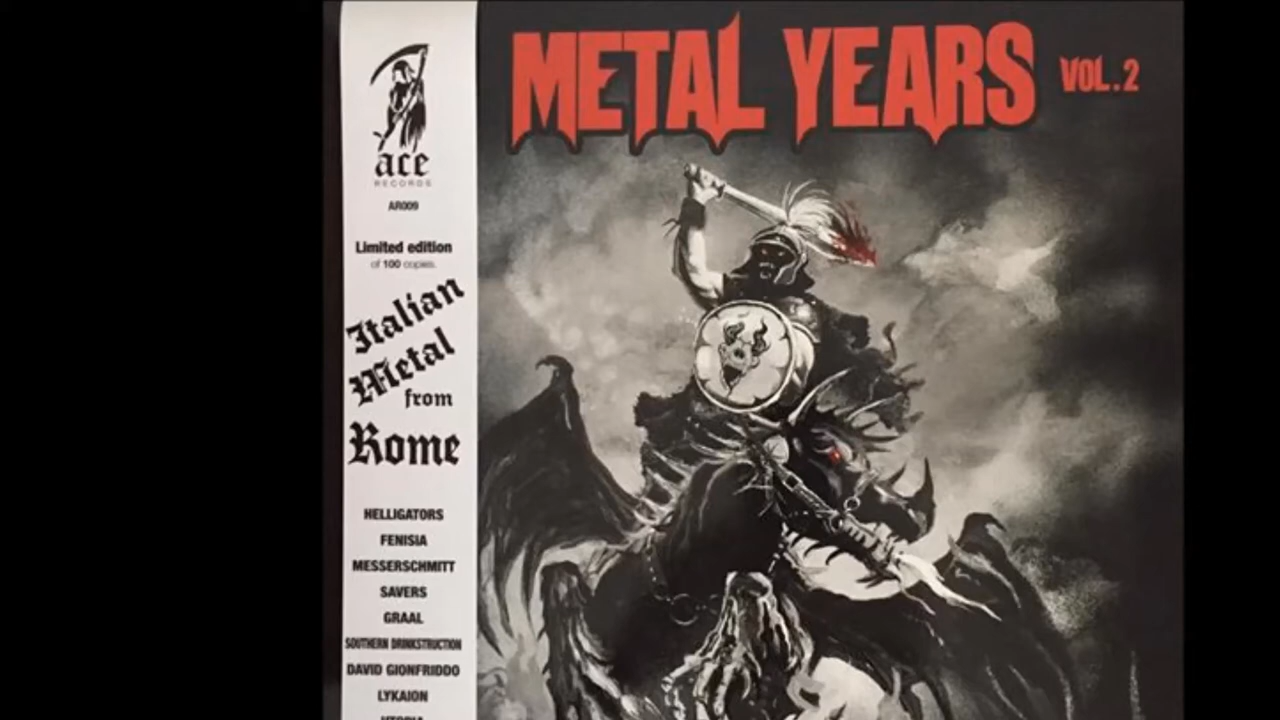 METAL YEARS VOL.2
ace
RECORDS
AR009
Limited edition
of 100 copies.
Italian
Metal
from
Rome
HELLIGATORS
FENISIA
MESSERSCHMITT
SAVERS
GRAAL
SOUTHERN DRINKSTRUCTION
DAVID GIONFRIDDO
LYKAION